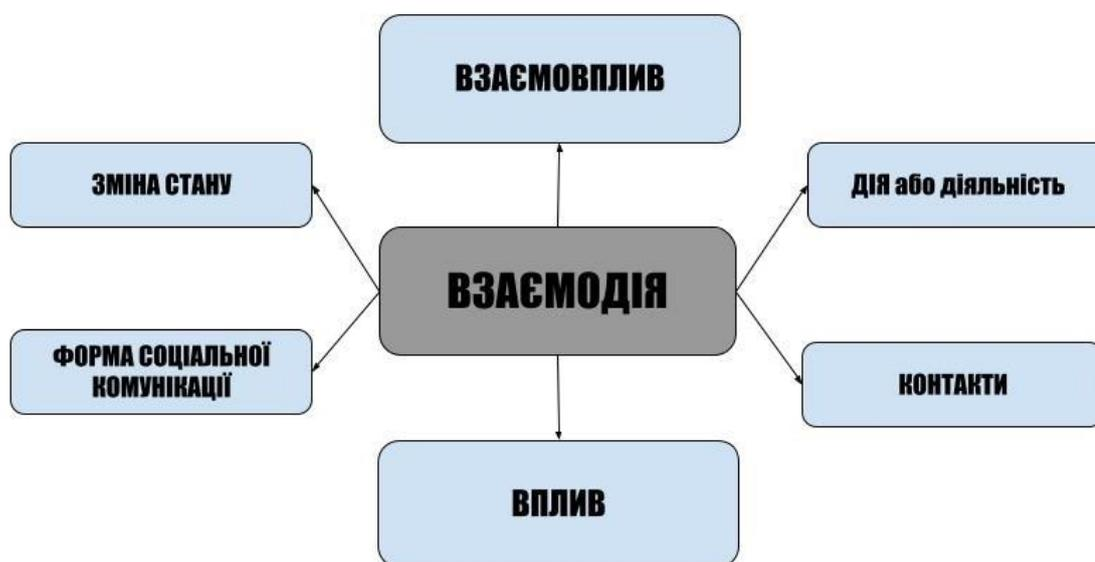 ВЗАЄМОВПЛИВ
ЗМІНА СТАНУ
ДІЯ або діяльність
ВЗАЄМОДІЯ
ФОРМА СОЦІАЛЬНОЇ
КОМУНІКАЦІЇ
КОНТАКТИ
ВПЛИВ